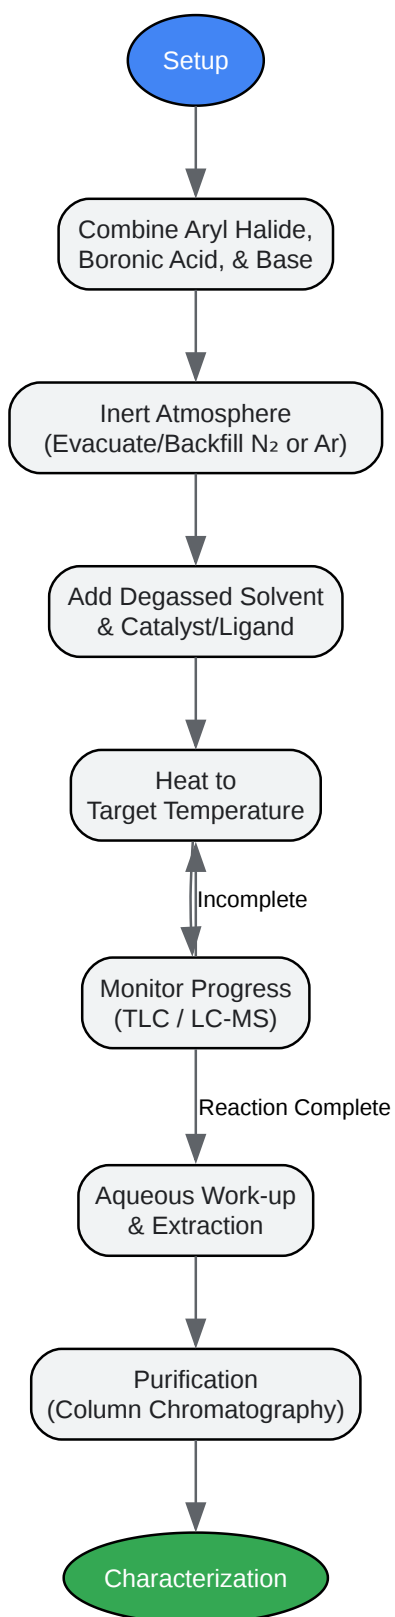 Setup
Combine Aryl Halide,
Boronic Acid, & Base
Inert Atmosphere
(Evacuate/Backfill N₂ or Ar)
Add Degassed Solvent
& Catalyst/Ligand
Heat to
Target Temperature
Incomplete
Monitor Progress
(TLC / LC-MS)
Reaction Complete
Aqueous Work-up
& Extraction
Purification
(Column Chromatography)
Characterization